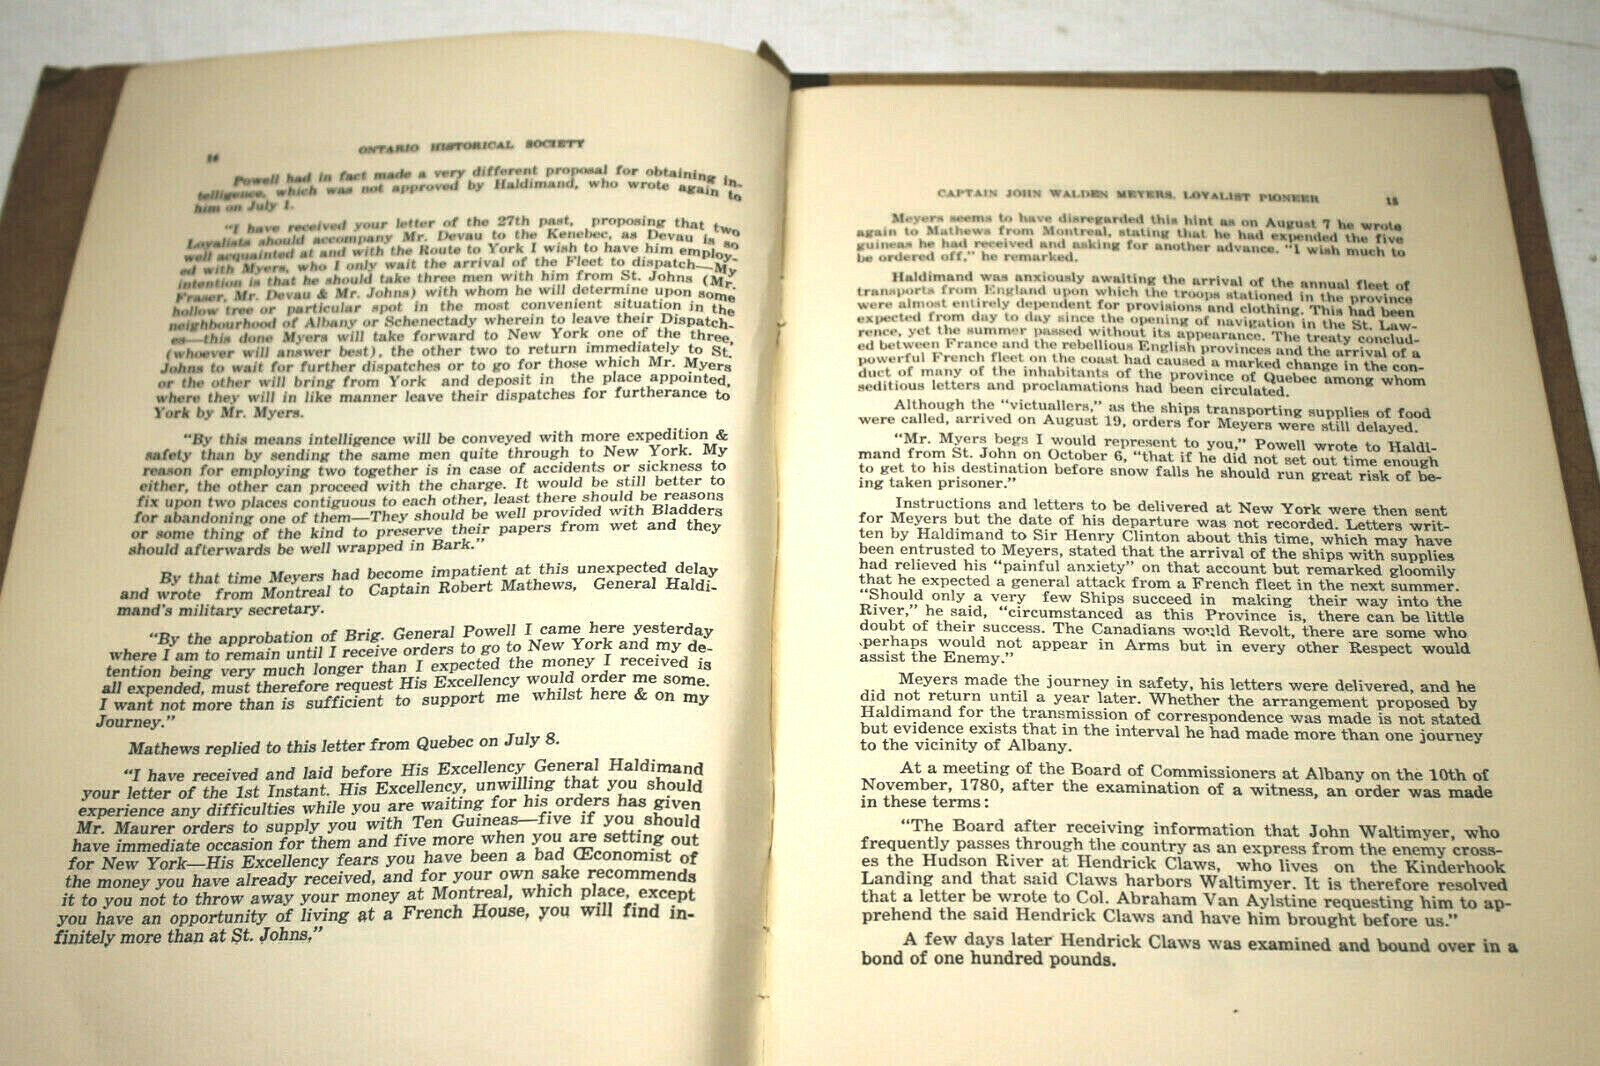 14
ONTARIO HISTORICAL SOCIETY
Powell had in fact made a very different proposal for obtaining in-
telligence, which was not approved by Haldimand, who wrote again to
him on July 1.
"I have received your letter of the 27th past, proposing that two
Loyalists should accompany Mr. Devau to the Kenebec, as Devau is so
well acquainted at and with the Route to York I wish to have him employ-
ed with Myers, who I only wait the arrival of the Fleet to dispatch—My
intention is that he should take three men with him from St. Johns (Mr.
Fraser, Mr. Devau & Mr. Johns) with whom he will determine upon some
hollow tree or particular spot in the most convenient situation in the
neighbourhood of Albany or Schenectady wherein to leave their Dispatch-
es—this done Myers will take forward to New York one of the three,
(whoever will answer best), the other two to return immediately to St.
Johns to wait for further dispatches or to go for those which Mr. Myers
or the other will bring from York and deposit in the place appointed,
where they will in like manner leave their dispatches for furtherance to
York by Mr. Myers.
"By this means intelligence will be conveyed with more expedition &
safety than by sending the same men quite through to New York. My
reason for employing two together is in case of accidents or sickness to
either, the other can proceed with the charge. It would be still better to
fix upon two places contiguous to each other, least there should be reasons
for abandoning one of them—They should be well provided with Bladders
or some thing of the kind to preserve their papers from wet and they
should afterwards be well wrapped in Bark."
By that time Meyers had become impatient at this unexpected delay
and wrote from Montreal to Captain Robert Mathews, General Haldi-
mand's military secretary.
"By the approbation of Brig. General Powell I came here yesterday
where I am to remain until I receive orders to go to New York and my de-
tention being very much longer than I expected the money I received is
all expended, must therefore request His Excellency would order me some.
I want not more than is sufficient to support me whilst here & on my
Journey."
Mathews replied to this letter from Quebec on July 8.
"I have received and laid before His Excellency General Haldimand
your letter of the 1st Instant. His Excellency, unwilling that you should
experience any difficulties while you are waiting for his orders has given
Mr. Maurer orders to supply you with Ten Guineas—five if you should
have immediate occasion for them and five more when you are setting out
for New York—His Excellency fears you have been a bad Œconomist of
the money you have already received, and for your own sake recommends
it to you not to throw away your money at Montreal, which place, except
you have an opportunity of living at a French House, you will find in-
finitely more than at St. Johns."
CAPTAIN JOHN WALDEN MEYERS, LOYALIST PIONEER
15
Meyers seems to have disregarded this hint as on August 7 he wrote
again to Mathews from Montreal, stating that he had expended the five
guineas he had received and asking for another advance. "I wish much to
be ordered off," he remarked.
Haldimand was anxiously awaiting the arrival of the annual fleet of
transports from England upon which the troops stationed in the province
were almost entirely dependent for provisions and clothing. This had been
expected from day to day since the opening of navigation in the St. Law-
rence, yet the summer passed without its appearance. The treaty conclud-
ed between France and the rebellious English provinces and the arrival of a
powerful French fleet on the coast had caused a marked change in the con-
duct of many of the inhabitants of the province of Quebec among whom
seditious letters and proclamations had been circulated.
Although the "victuallers," as the ships transporting supplies of food
were called, arrived on August 19, orders for Meyers were still delayed.
"Mr. Myers begs I would represent to you," Powell wrote to Haldi-
mand from St. John on October 6, "that if he did not set out time enough
to get to his destination before snow falls he should run great risk of be-
ing taken prisoner."
Instructions and letters to be delivered at New York were then sent
for Meyers but the date of his departure was not recorded. Letters writ-
ten by Haldimand to Sir Henry Clinton about this time, which may have
been entrusted to Meyers, stated that the arrival of the ships with supplies
had relieved his "painful anxiety" on that account but remarked gloomily
that he expected a general attack from a French fleet in the next summer.
"Should only a very few Ships succeed in making their way into the
River," he said, "circumstanced as this Province is, there can be little
doubt of their success. The Canadians would Revolt, there are some who
perhaps would not appear in Arms but in every other Respect would
assist the Enemy."
Meyers made the journey in safety, his letters were delivered, and he
did not return until a year later. Whether the arrangement proposed by
Haldimand for the transmission of correspondence was made is not stated
but evidence exists that in the interval he had made more than one journey
to the vicinity of Albany.
At a meeting of the Board of Commissioners at Albany on the 10th of
November, 1780, after the examination of a witness, an order was made
in these terms:
"The Board after receiving information that John Waltimyer, who
frequently passes through the country as an express from the enemy cross-
es the Hudson River at Hendrick Claws, who lives on the Kinderhook
Landing and that said Claws harbors Waltimyer. It is therefore resolved
that a letter be wrote to Col. Abraham Van Aylstine requesting him to ap-
prehend the said Hendrick Claws and have him brought before us."
A few days later Hendrick Claws was examined and bound over in a
bond of one hundred pounds.